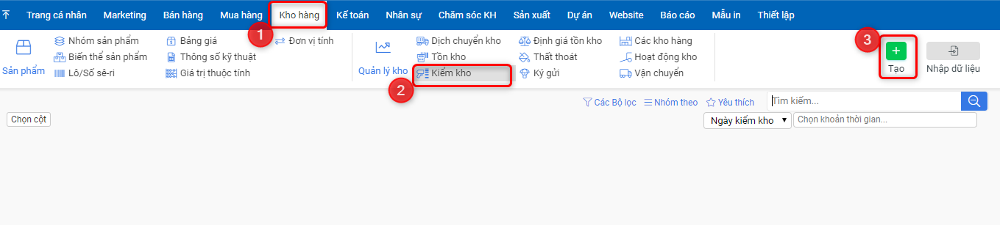 Trang cá nhân Marketing Bán hàng Mua hàng Kho hàng Kế toán Nhân sự Chăm sóc KH Sản xuất Dự án Website Báo cáo Mẫu in Thiết lập
1
Sản phẩm
Nhóm sản phẩm Bảng giá Đơn vị tính
Biến thể sản phẩm Thông số kỹ thuật
Lô/Số sê-ri Giá trị thuộc tính
Quản lý kho
Dịch chuyển kho Định giá tồn kho Các kho hàng
Tồn kho Thất thoát Hoạt động kho
Kiểm kho Ký gửi Vận chuyển
2
3
Tạo Nhập dữ liệu
Các Bộ lọc Nhóm theo Yêu thích Tìm kiếm...
Chọn cột Ngày kiểm kho Chọn khoản thời gian...